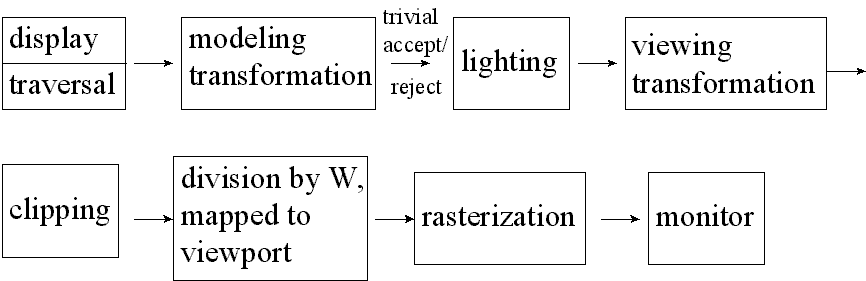 display
traversal
modeling
transformation
trivial
accept/
reject
lighting
viewing
transformation
clipping
division by W,
mapped to
viewport
rasterization
monitor